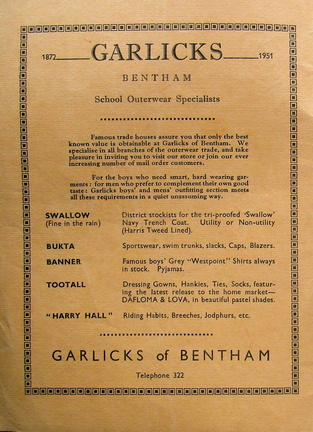 1872 GARLICKS 1951
BENTHAM
School Outerwear Specialists
Famous trade houses assure you that only the best
known value is obtainable at Garlicks of Bentham. We
specialise in all branches of the outerwear trade, and take
pleasure in inviting you to visit our store or join our ever
increasing number of mail order customers.
For the boys who need smart, hard wearing gar-
ments : for men who prefer to complement their own good
taste: Garlicks boys' and mens' outfitting section meets
all these requirements in a quiet unassuming way.
SWALLOW District stockists for the tri-proofed 'Swallow'
(Fine in the rain) Navy Trench Coat. Utility or Non-utility
(Harris Tweed Lined).
BUKTA Sportswear, swim trunks, slacks, Caps, Blazers.
BANNER Famous boys' Grey "Westpoint" Shirts always
in stock. Pyjamas.
TOOTALL Dressing Gowns, Hankies, Ties, Socks, featur-
ing the latest release to the home market—
DAFLOMA & LOVA, in beautiful pastel shades.
"HARRY HALL" Riding Habits, Breeches, Jodphurs, etc.
GARLICKS of BENTHAM
Telephone 322